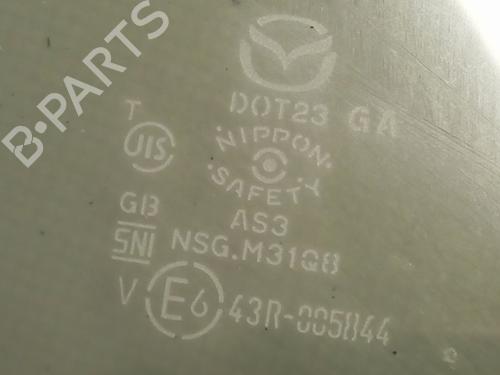 B-PARTS
DOT23 GA
T
JIS
NIPPON
SAFETY
GB
AS3
SNI
NSG.M31Q8
V
E6
43R-005844